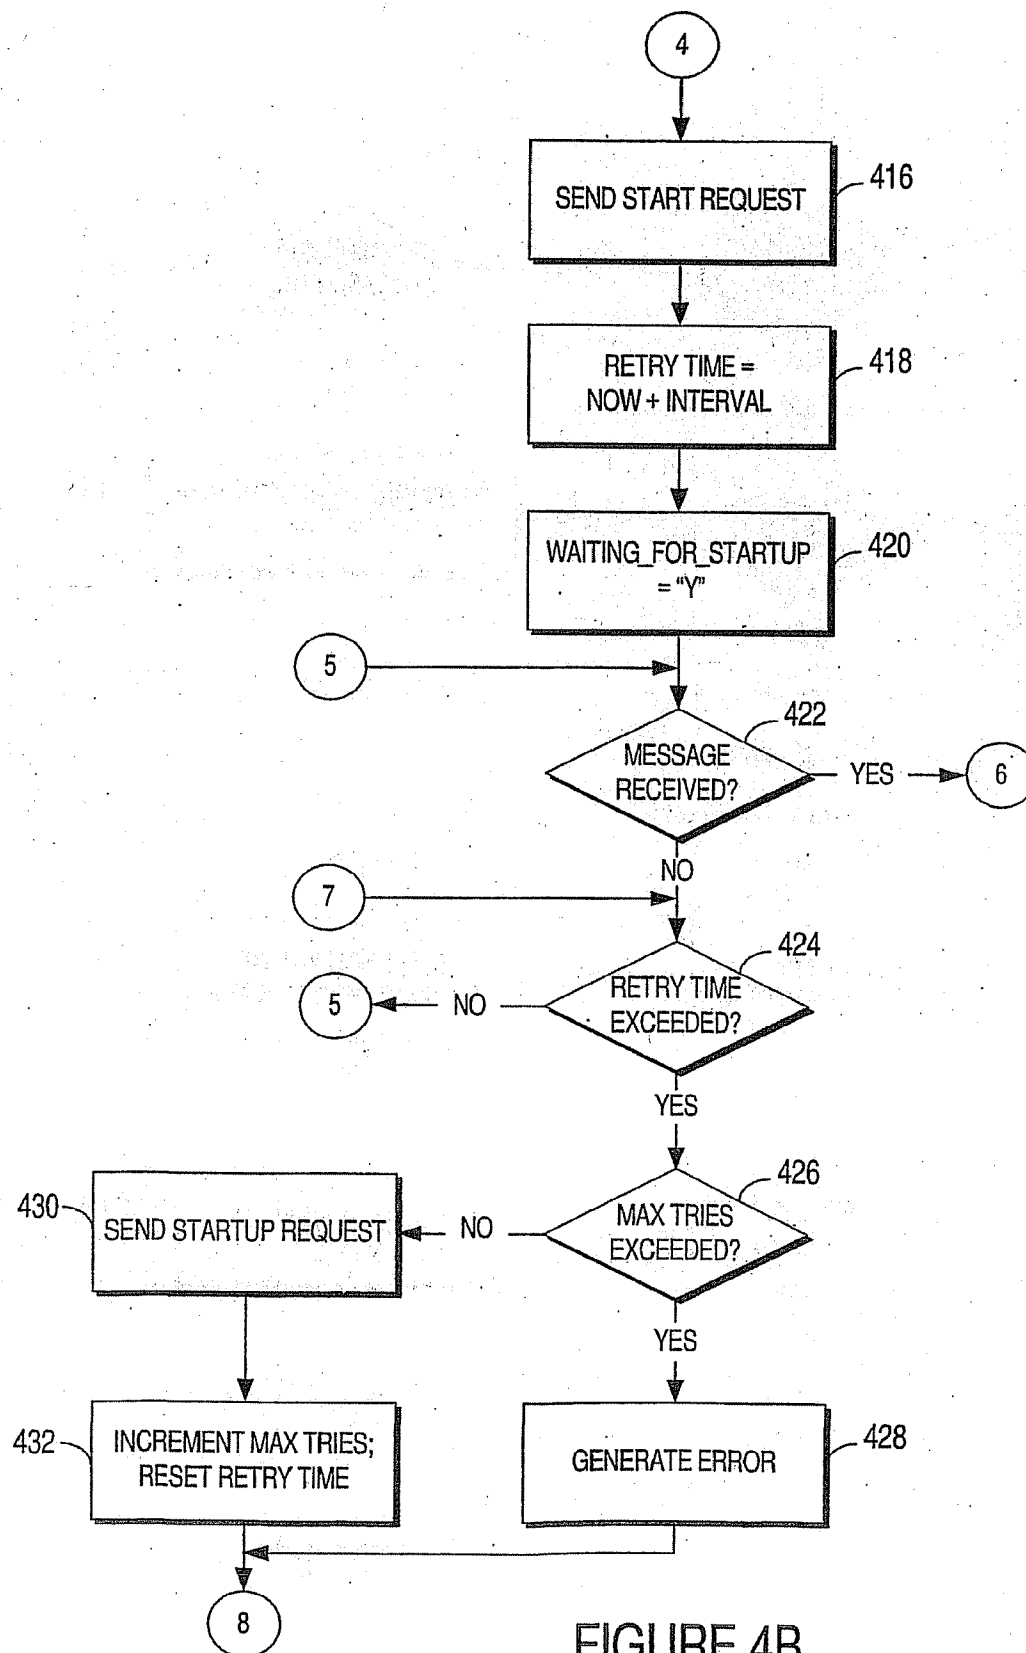 4
SEND START REQUEST
416
RETRY TIME =
NOW + INTERVAL
418
WAITING_FOR_STARTUP
= “Y”
420
5
422
MESSAGE
RECEIVED?
YES
6
NO
7
424
RETRY TIME
EXCEEDED?
NO
5
YES
426
MAX TRIES
EXCEEDED?
NO
430
SEND STARTUP REQUEST
YES
432
INCREMENT MAX TRIES;
RESET RETRY TIME
GENERATE ERROR
428
8
FIGURE 4B